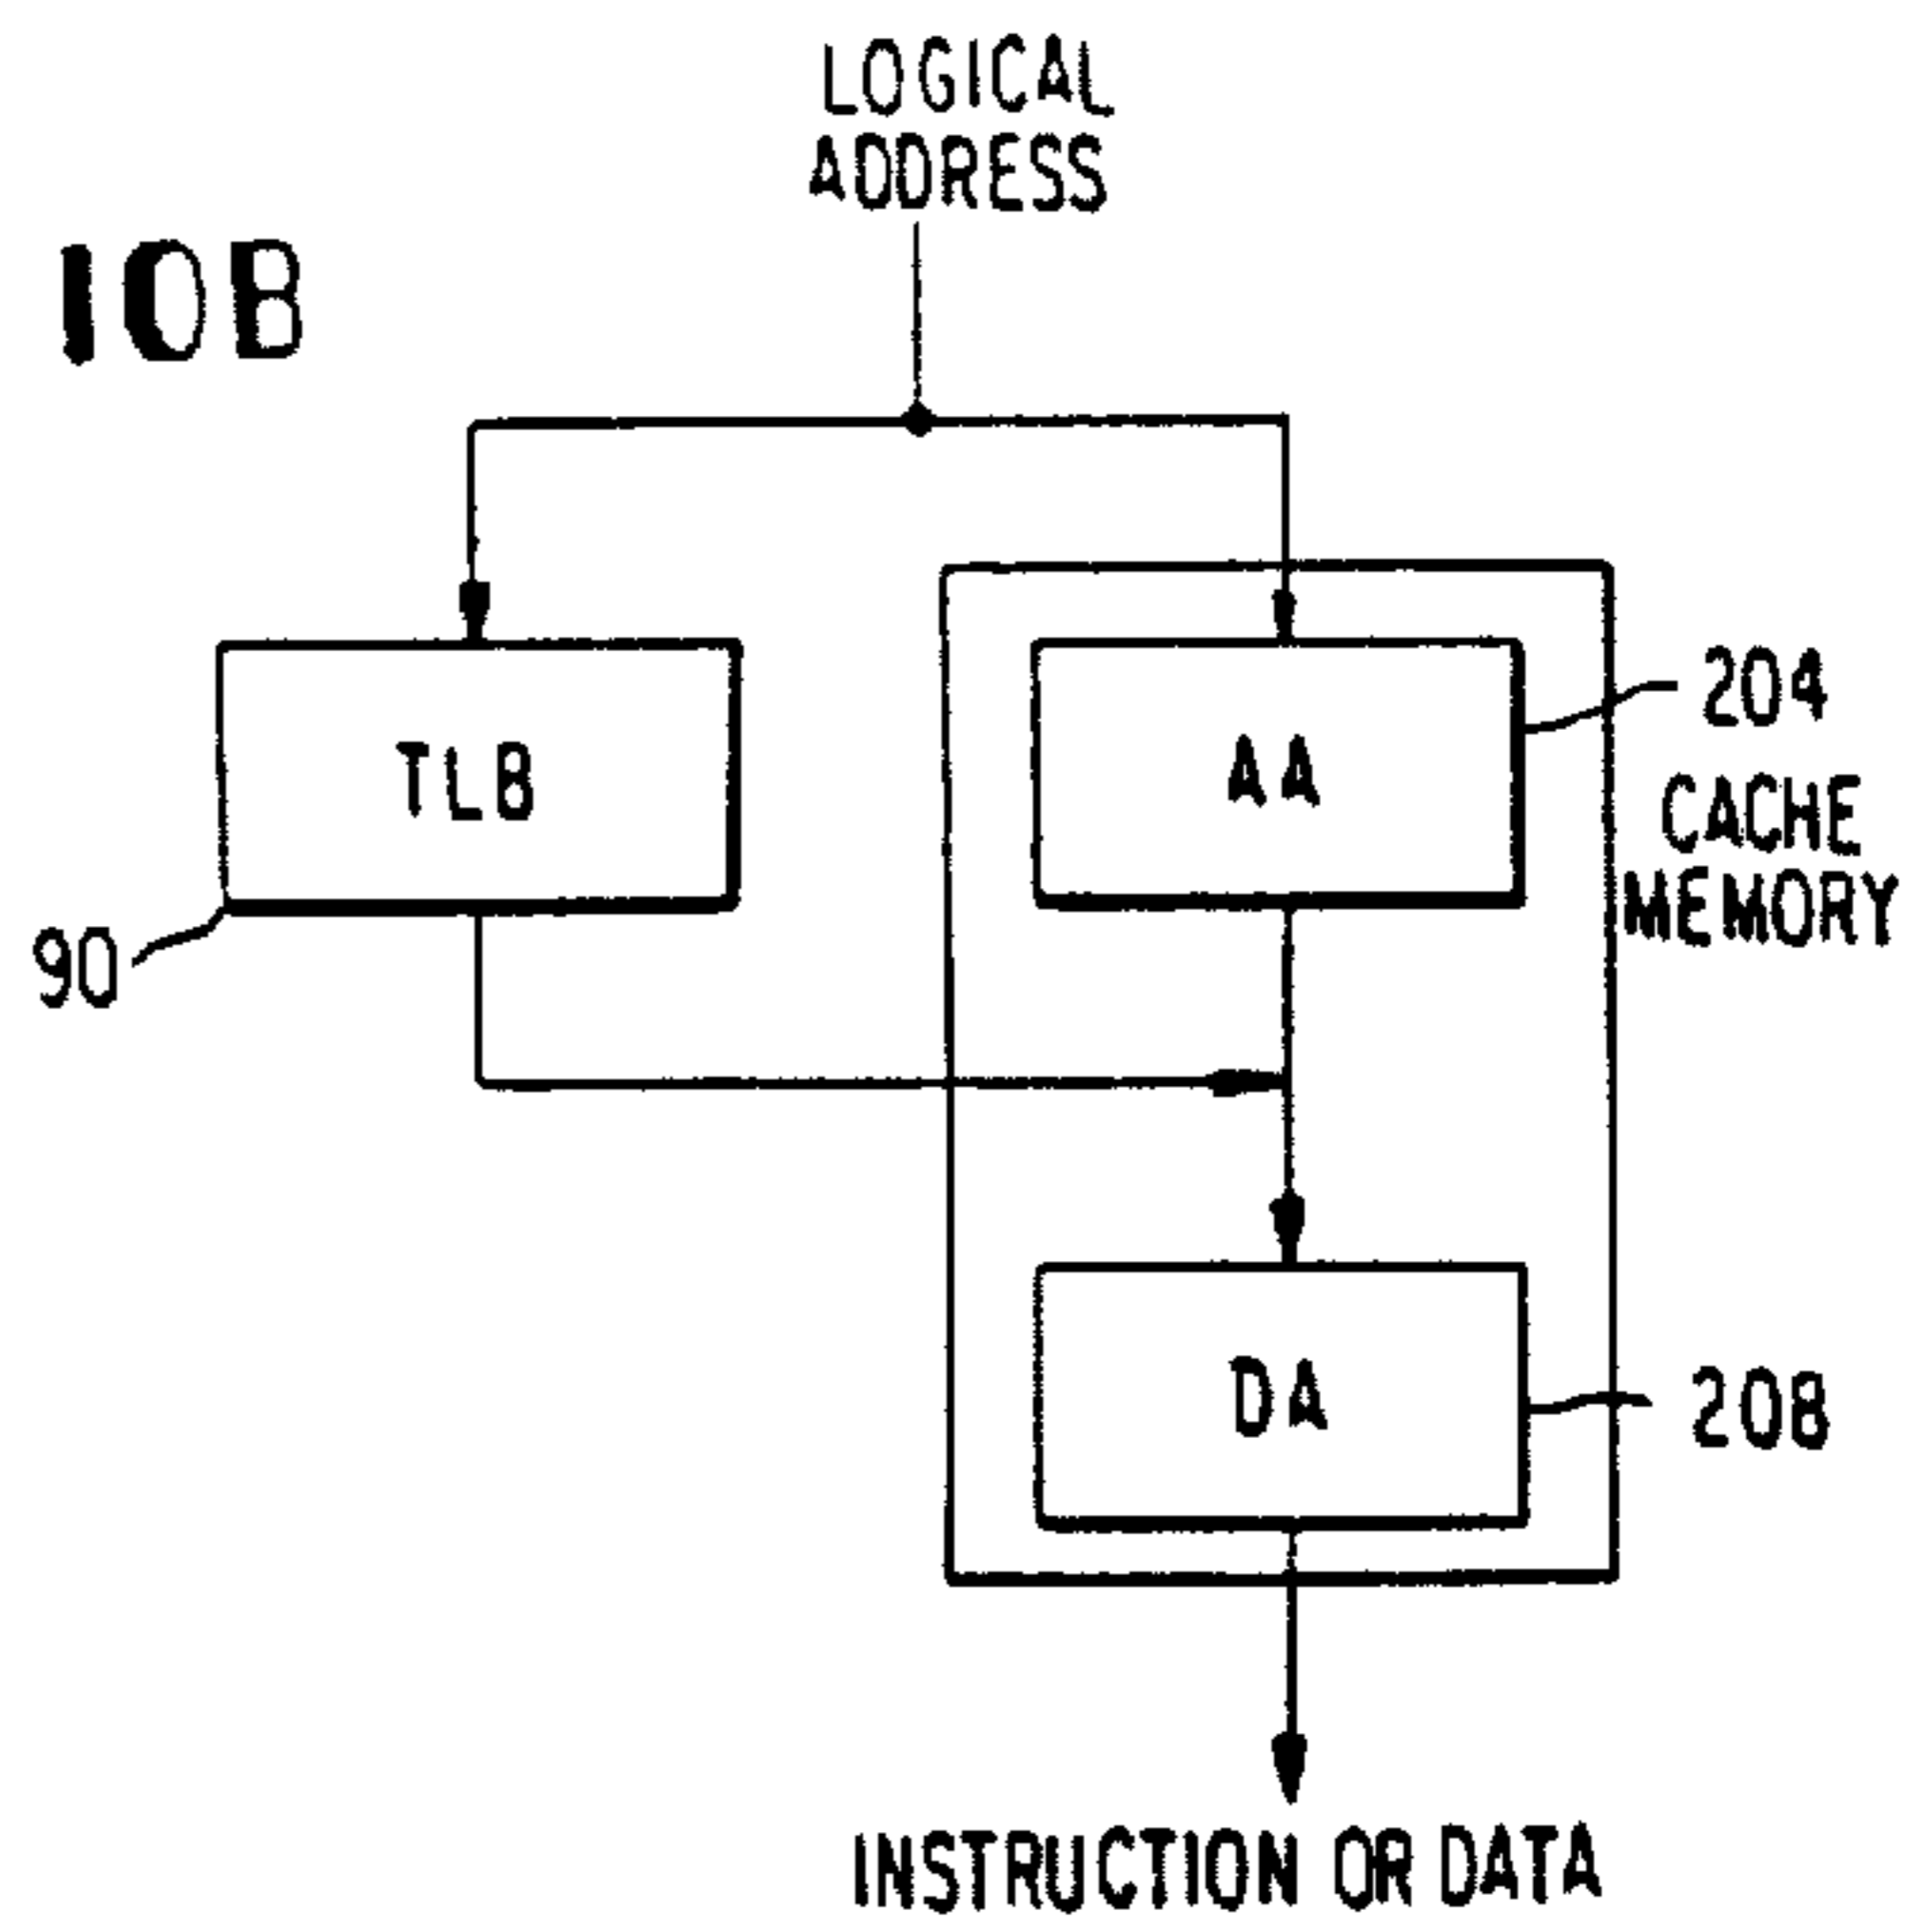 LOGICAL
ADDRESS
10B
204
TLB
AA
CACHE
MEMORY
90
DA
208
INSTRUCTION OR DATA